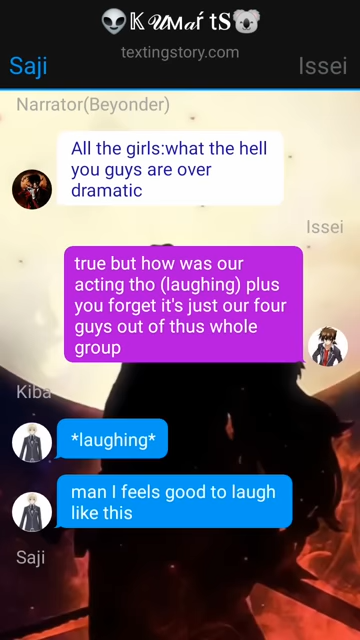 👽𝕂 𝓤ᴍₐŕ tS🐨
textingstory.com
Saji
Issei
Narrator(Beyonder)
All the girls:what the hell
you guys are over
dramatic
Issei
true but how was our
acting tho (laughing) plus
you forget it's just our four
guys out of thus whole
group
Kiba
*laughing*
man I feels good to laugh
like this
Saji